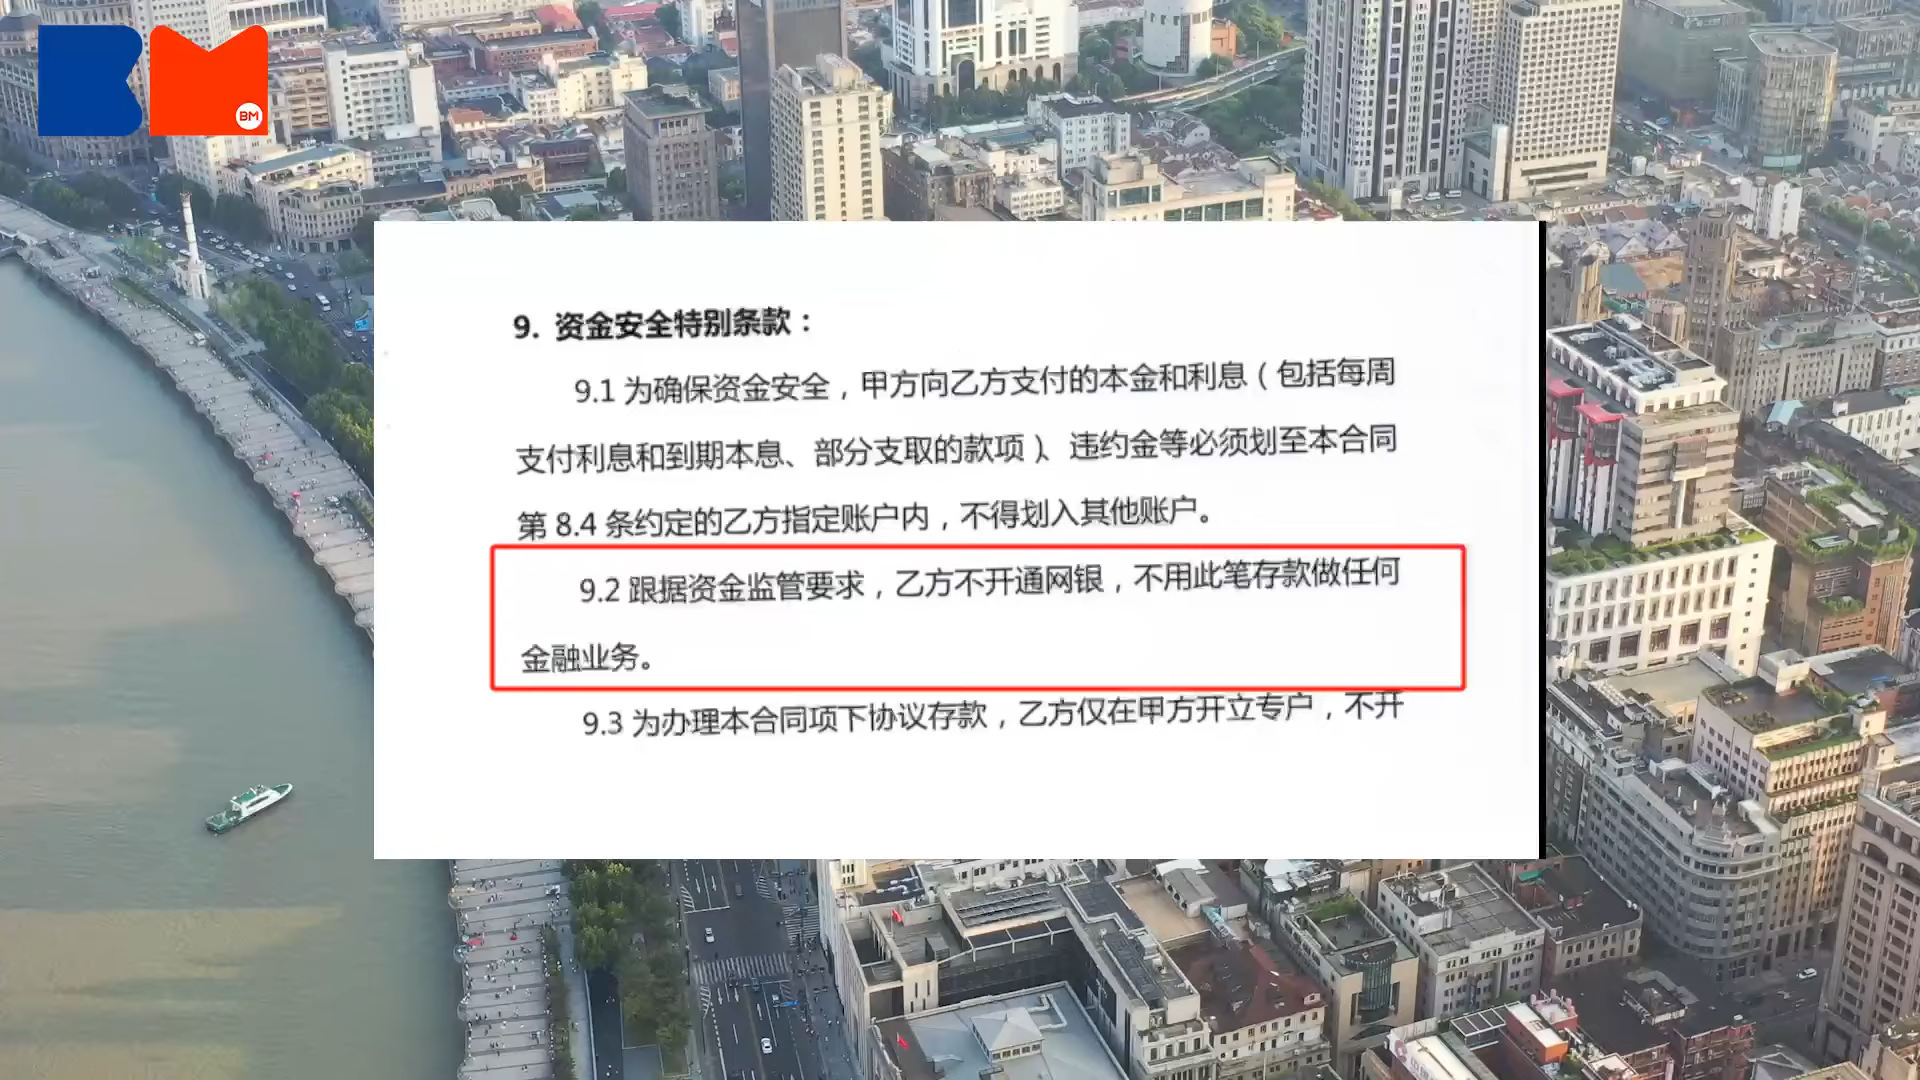 BM
9. 资金安全特别条款：
9.1 为确保资金安全，甲方向乙方支付的本金和利息（包括每周
支付利息和到期本息、部分支取的款项）、违约金等必须划至本合同
第 8.4 条约定的乙方指定账户内，不得划入其他账户。
9.2 跟据资金监管要求，乙方不开通网银，不用此笔存款做任何
金融业务。
9.3 为办理本合同项下协议存款，乙方仅在甲方开立专户，不开